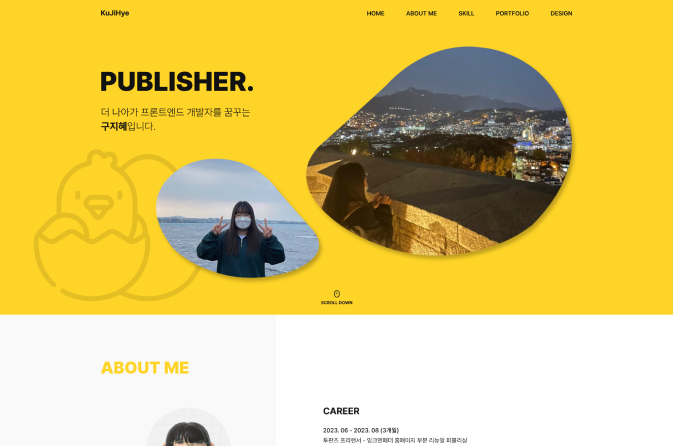 KuJiHye
HOME ABOUT ME SKILL PORTFOLIO DESIGN
PUBLISHER.
더 나아가 프론트엔드 개발자를 꿈꾸는
구지혜입니다.
SCROLL DOWN
ABOUT ME
CAREER
2023. 06 - 2023. 08 (3개월)
프리랜서 - 잉크앤페더 홈페이지 부분 리뉴얼 퍼블리싱